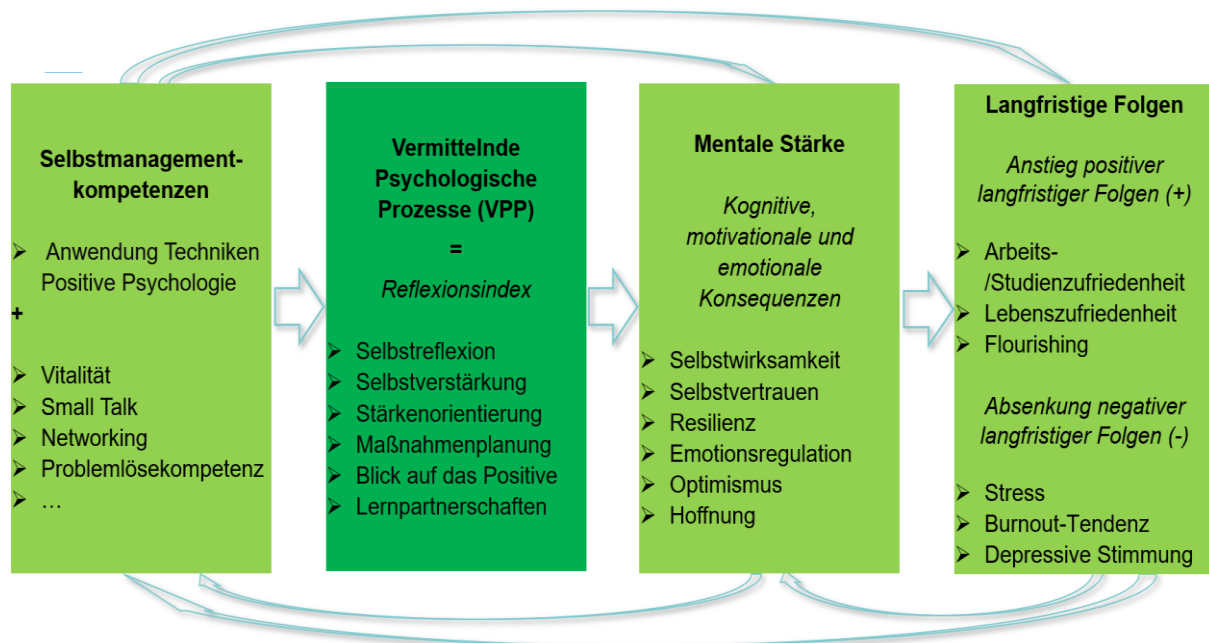 Selbstmanagement-
kompetenzen
➢ Anwendung Techniken
Positive Psychologie
+
➢ Vitalität
➢ Small Talk
➢ Networking
➢ Problemlösekompetenz
➢ …
Vermittelnde
Psychologische
Prozesse (VPP)
=
Reflexionsindex
➢ Selbstreflexion
➢ Selbstverstärkung
➢ Stärkenorientierung
➢ Maßnahmenplanung
➢ Blick auf das Positive
➢ Lernpartnerschaften
Mentale Stärke
Kognitive,
motivationale und
emotionale
Konsequenzen
➢ Selbstwirksamkeit
➢ Selbstvertrauen
➢ Resilienz
➢ Emotionsregulation
➢ Optimismus
➢ Hoffnung
Langfristige Folgen
Anstieg positiver
langfristiger Folgen (+)
➢ Arbeits-
/Studienzufriedenheit
➢ Lebenszufriedenheit
➢ Flourishing
Absenkung negativer
langfristiger Folgen (-)
➢ Stress
➢ Burnout-Tendenz
➢ Depressive Stimmung